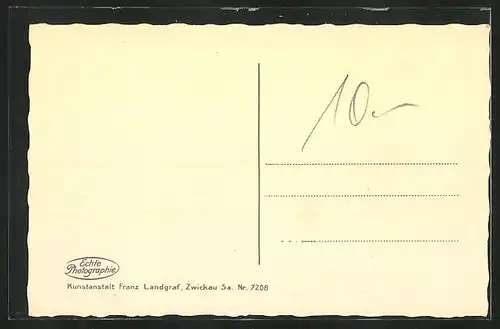 10.-
Echte
Photographie
Kunstanstalt Franz Landgraf, Zwickau Sa. Nr. 7208